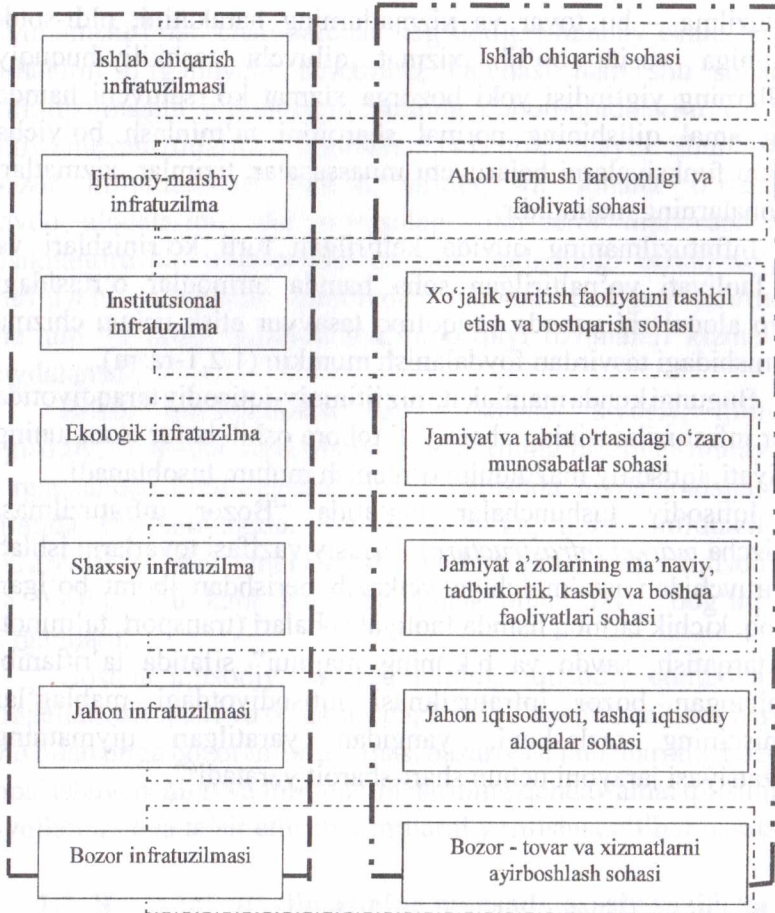 Ishlab chiqarish
infratuzilmasi
Ishlab chiqarish sohasi
Ijtimoiy-maishiy
infratuzilma
Aholi turmush farovonligi va
faoliyati sohasi
Institutsional
infratuzilma
Xo‘jalik yuritish faoliyatini tashkil
etish va boshqarish sohasi
Ekologik infratuzilma
Jamiyat va tabiat o'rtasidagi o‘zaro
munosabatlar sohasi
Shaxsiy infratuzilma
Jamiyat a’zolarining ma’naviy,
tadbirkorlik, kasbiy va boshqa
faoliyatlari sohasi
Jahon infratuzilmasi
Jahon iqtisodiyoti, tashqi iqtisodiy
aloqalar sohasi
Bozor infratuzilmasi
Bozor - tovar va xizmatlarni
ayirboshlash sohasi